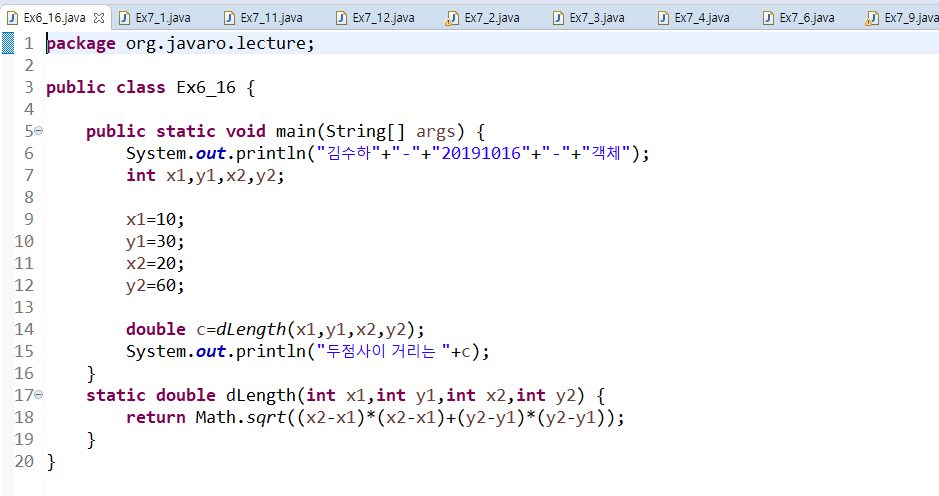 Ex6_16.java Ex7_1.java Ex7_11.java Ex7_12.java Ex7_2.java Ex7_3.java Ex7_4.java Ex7_6.java Ex7_9.java
1 package org.javaro.lecture;
2
3 public class Ex6_16 {
4
5 public static void main(String[] args) {
6 System.out.println("김수하"+"-"+"20191016"+"-"+"객체");
7 int x1,y1,x2,y2;
8
9 x1=10;
10 y1=30;
11 x2=20;
12 y2=60;
13
14 double c=dLength(x1,y1,x2,y2);
15 System.out.println("두점사이 거리는 "+c);
16 }
17 static double dLength(int x1,int y1,int x2,int y2) {
18 return Math.sqrt((x2-x1)*(x2-x1)+(y2-y1)*(y2-y1));
19 }
20 }